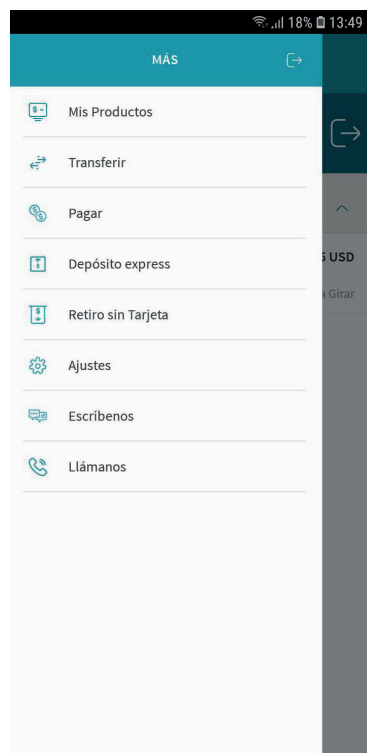 18% 13:49
MÁS
Mis Productos
Transferir
Pagar
Depósito express
USD
Girar
Retiro sin Tarjeta
Ajustes
Escríbenos
Llámanos